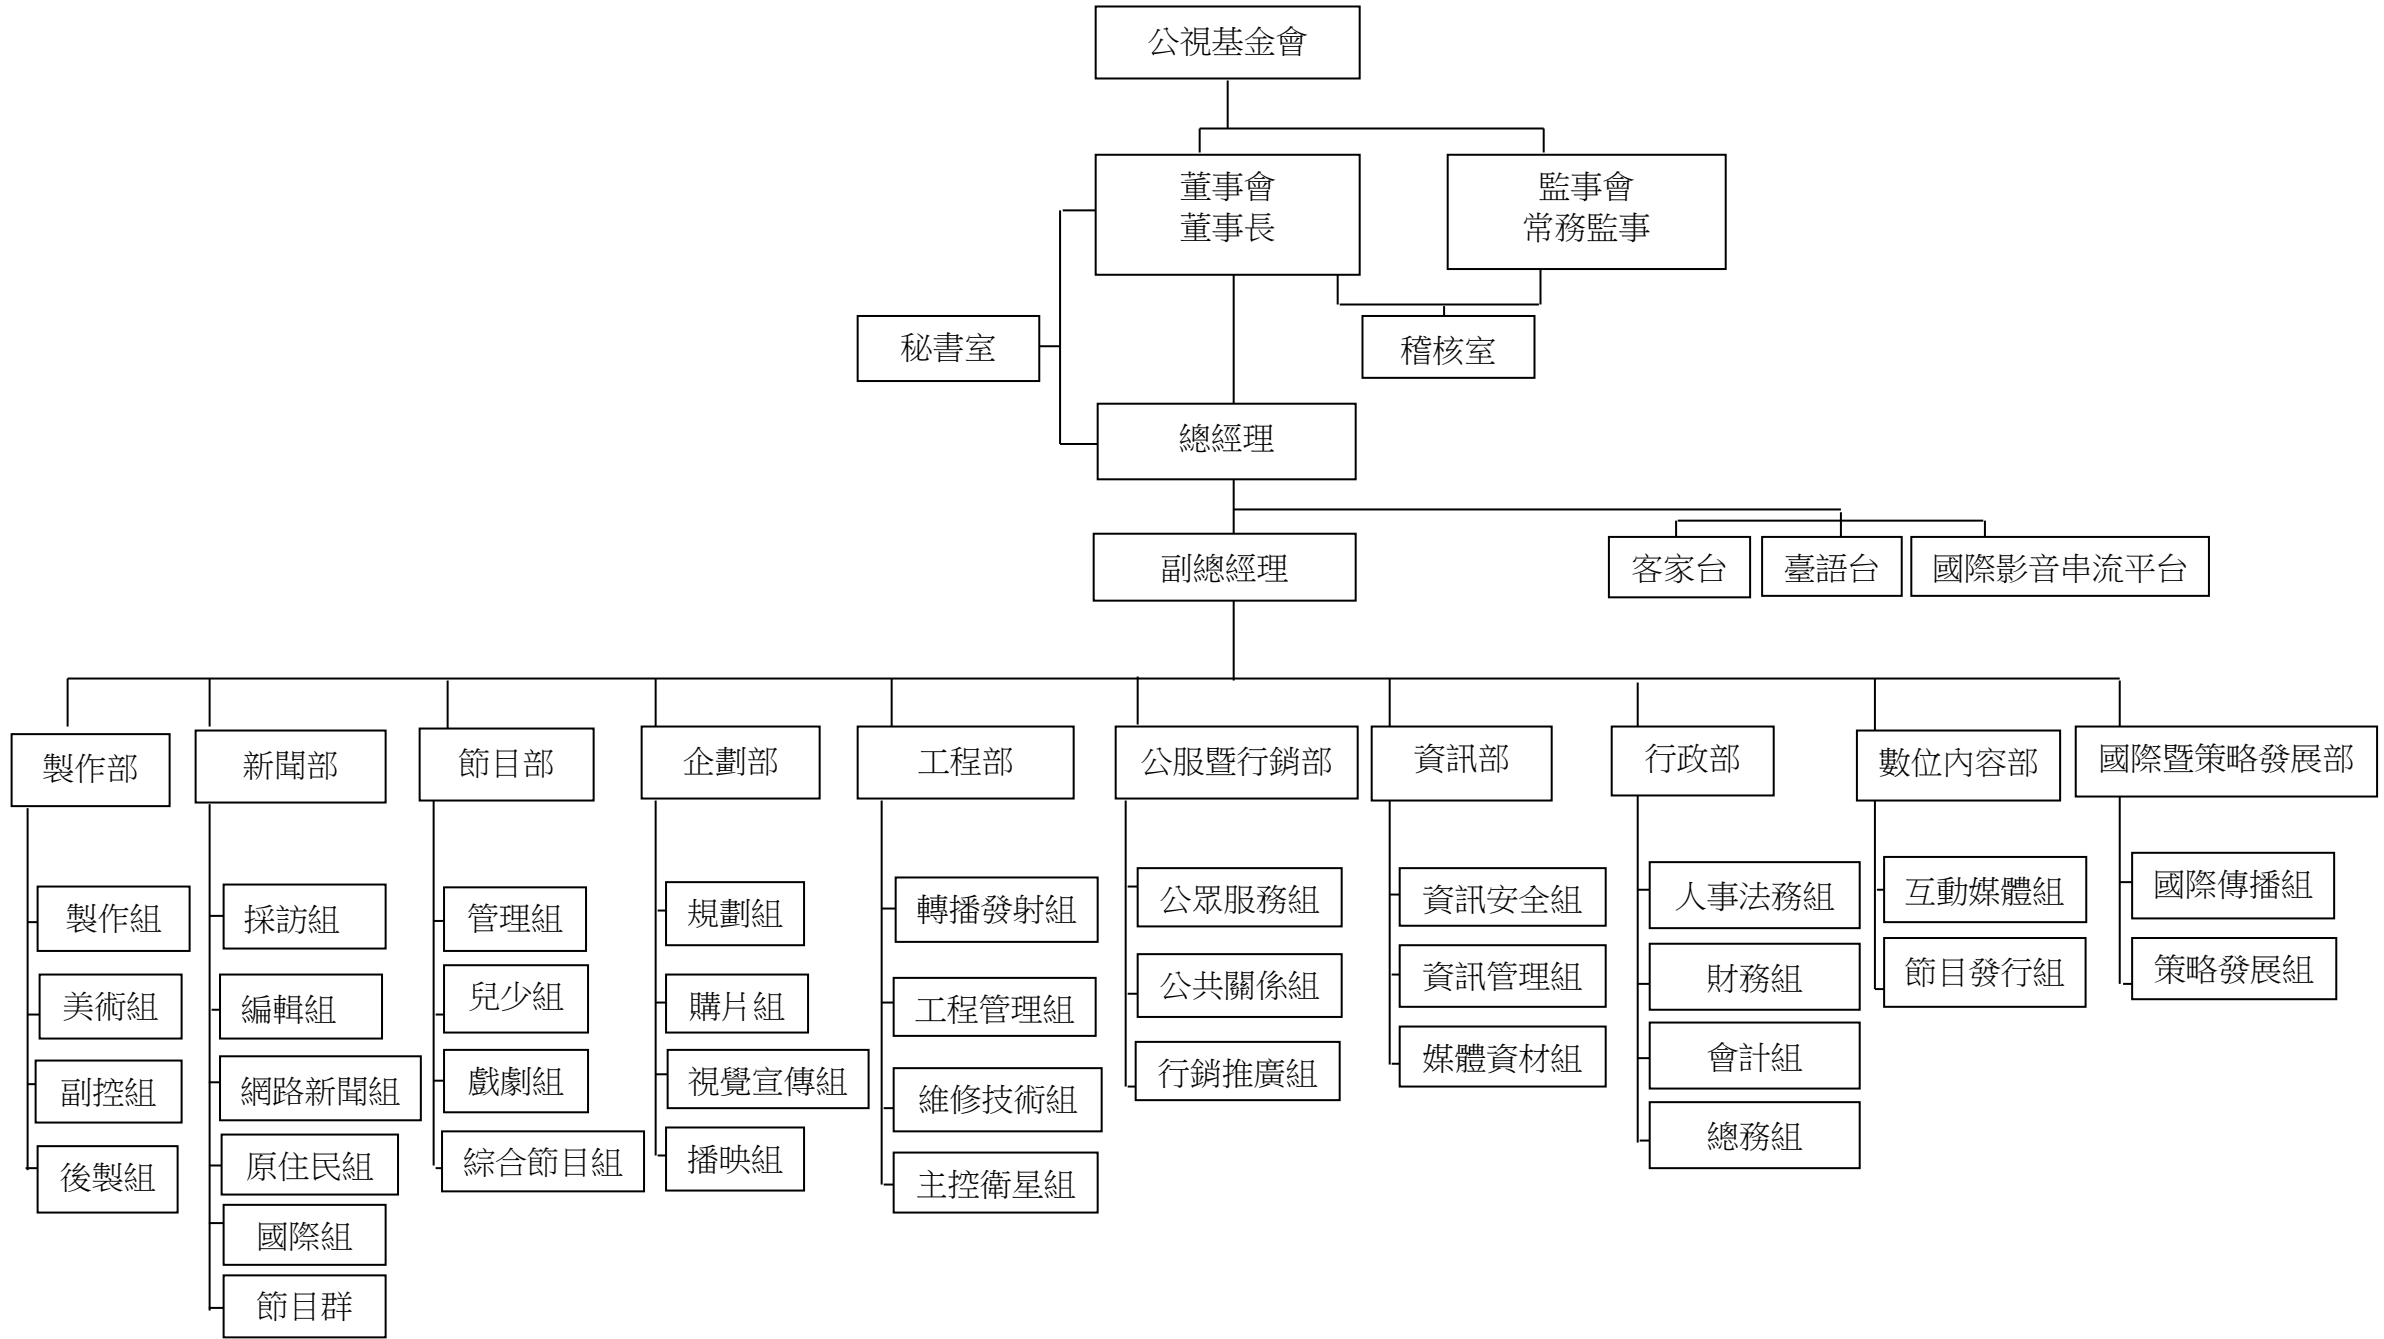 公視基金會
董事會
董事長
監事會
常務監事
秘書室
稽核室
總經理
副總經理
客家台
臺語台
國際影音串流平台
製作部
新聞部
節目部
企劃部
工程部
公服暨行銷部
資訊部
行政部
數位內容部
國際暨策略發展部
製作組
美術組
副控組
後製組
採訪組
編輯組
網路新聞組
原住民組
國際組
節目群
管理組
兒少組
戲劇組
綜合節目組
規劃組
購片組
視覺宣傳組
播映組
轉播發射組
工程管理組
維修技術組
主控衛星組
公眾服務組
公共關係組
行銷推廣組
資訊安全組
資訊管理組
媒體資材組
人事法務組
財務組
會計組
總務組
互動媒體組
節目發行組
國際傳播組
策略發展組